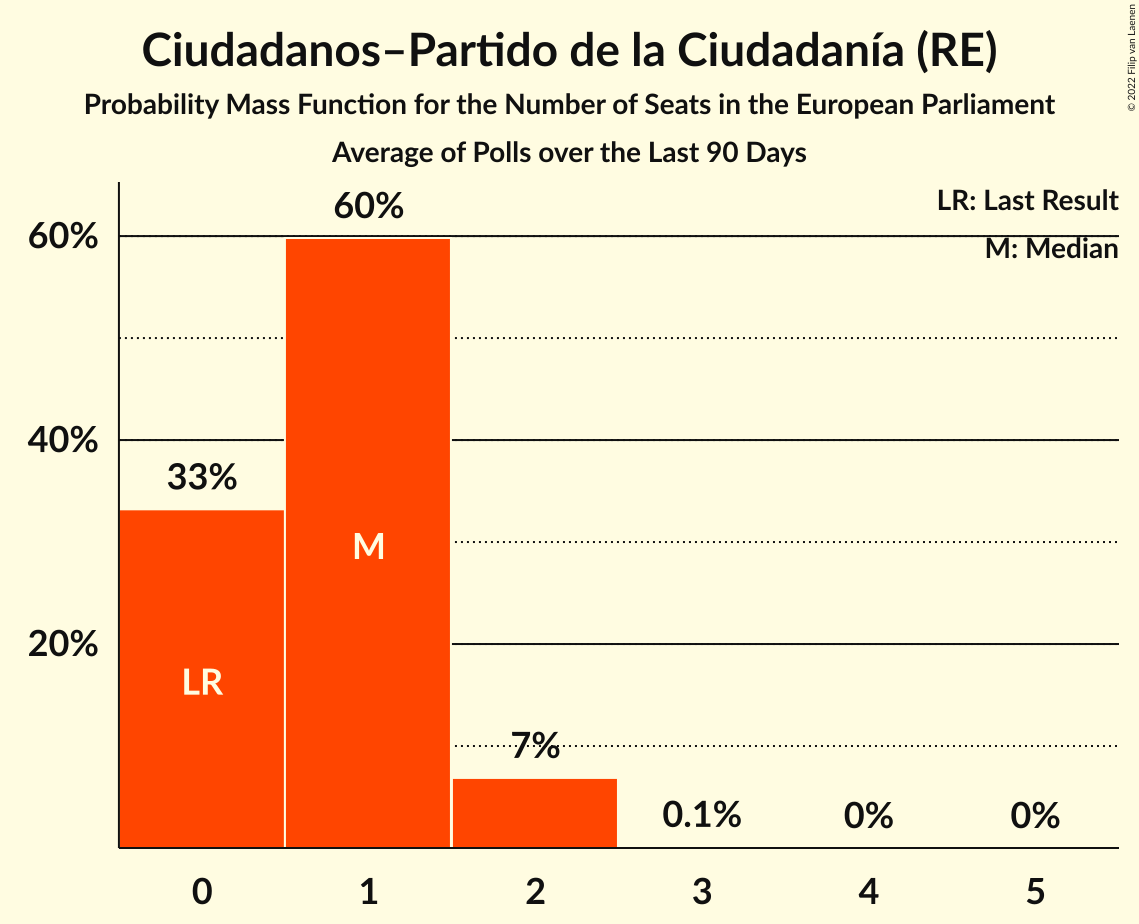 Ciudadanos–Partido de la Ciudadanía (RE)
Probability Mass Function for the Number of Seats in the European Parliament
Average of Polls over the Last 90 Days
© 2022 Filip van Laenen
LR: Last Result
M: Median
60%
40%
20%
33%
60%
7%
0.1%
0%
0%
LR
M
0 1 2 3 4 5